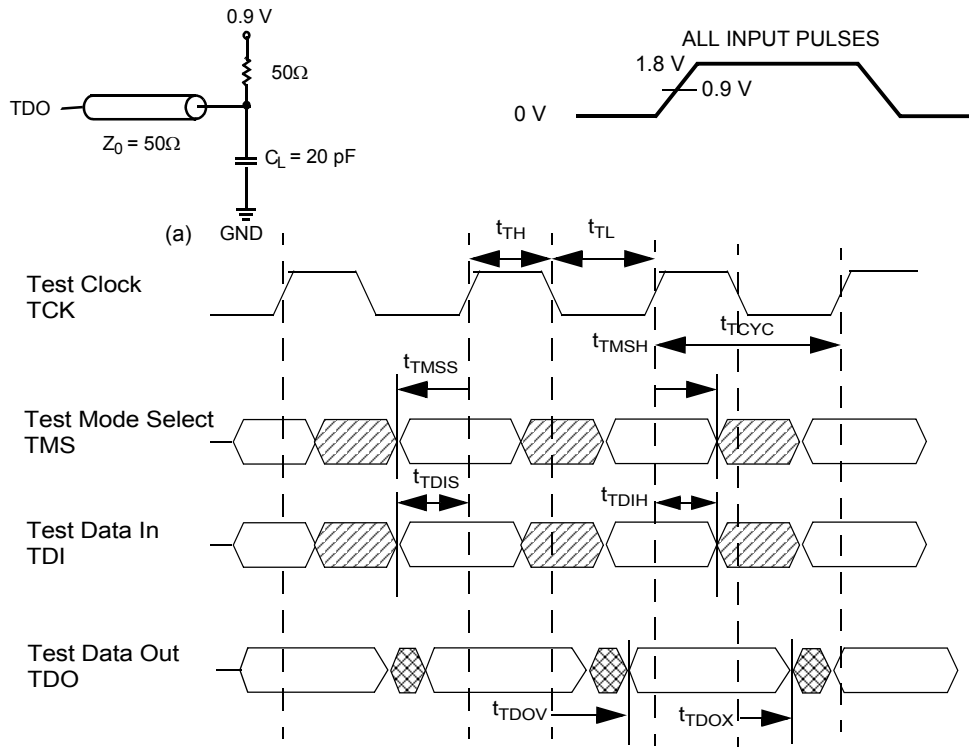 0.9 V
50Ω
TDO
Z0 = 50Ω
CL = 20 pF
(a)
GND
ALL INPUT PULSES
1.8 V
0.9 V
0 V
tTH
tTL
Test Clock
TCK
tTCYC
tTMSH
tTMSS
Test Mode Select
TMS
tTDIS
tTDIH
Test Data In
TDI
Test Data Out
TDO
tTDOV
tTDOX